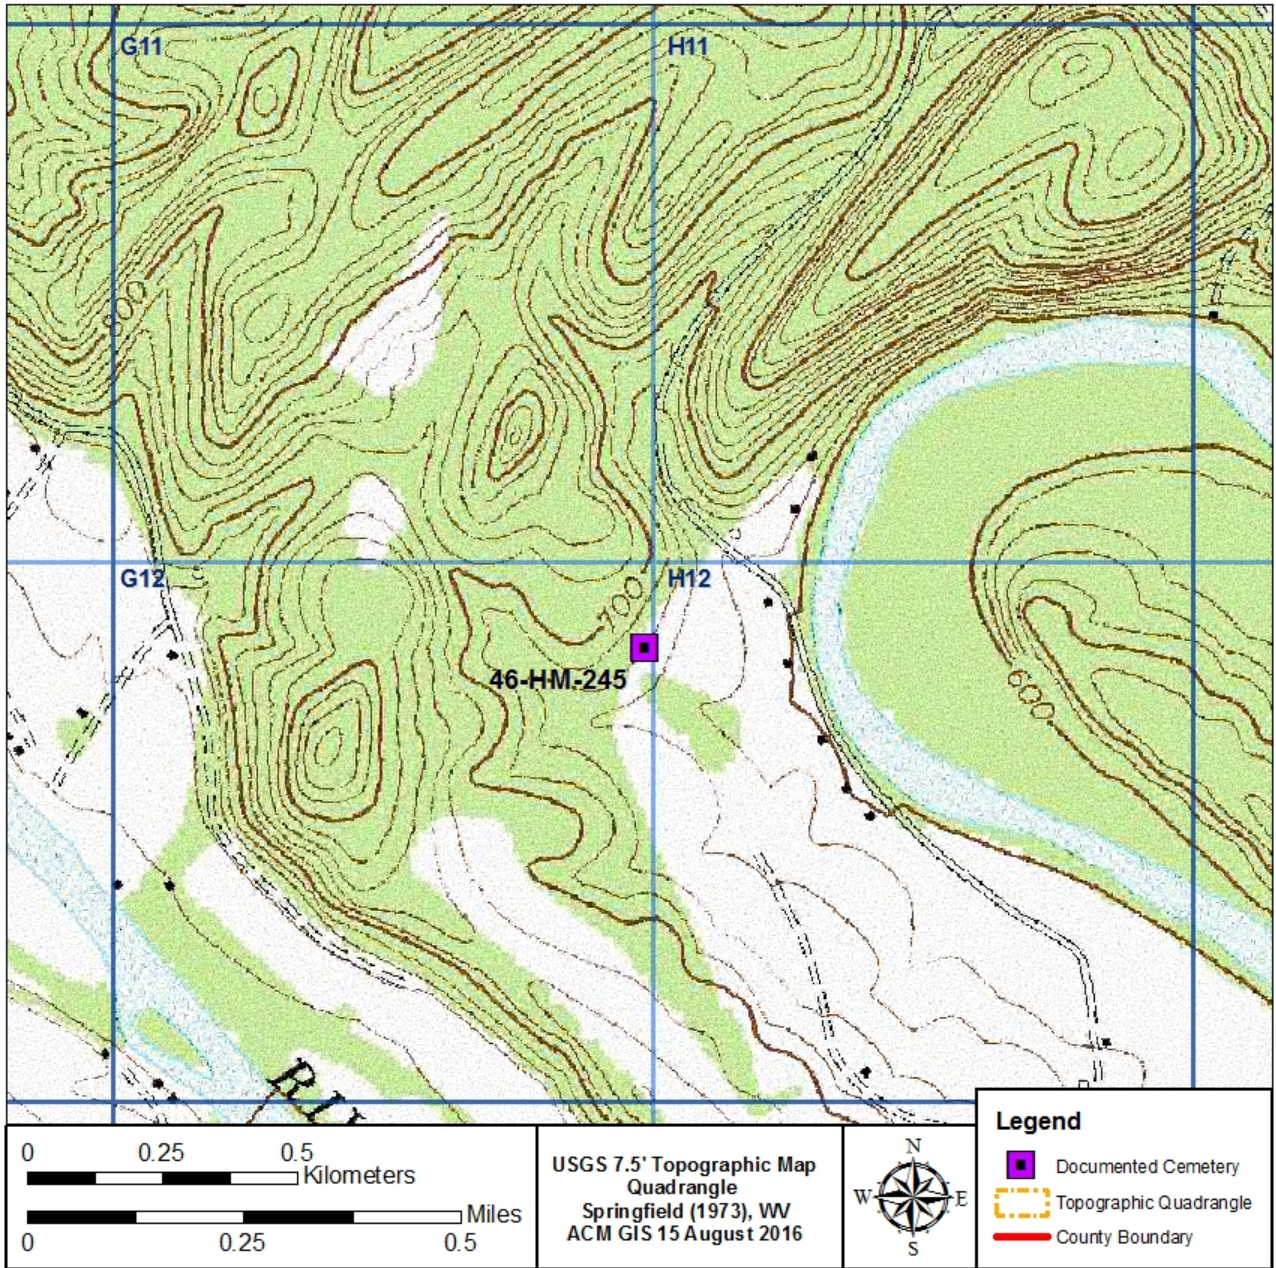 G11
H11
800
G12
H12
700
46-HM-245
600
RIV
0 0.25 0.5
Kilometers
Miles
0 0.25 0.5
USGS 7.5' Topographic Map
Quadrangle
Springfield (1973), WV
ACM GIS 15 August 2016
N
W E
S
Legend
Documented Cemetery
Topographic Quadrangle
County Boundary